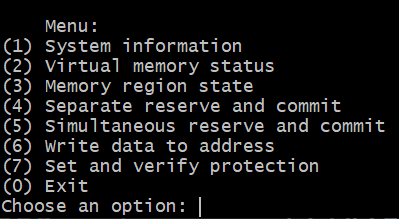 Menu:
(1) System information
(2) Virtual memory status
(3) Memory region state
(4) Separate reserve and commit
(5) Simultaneous reserve and commit
(6) Write data to address
(7) Set and verify protection
(0) Exit
Choose an option: